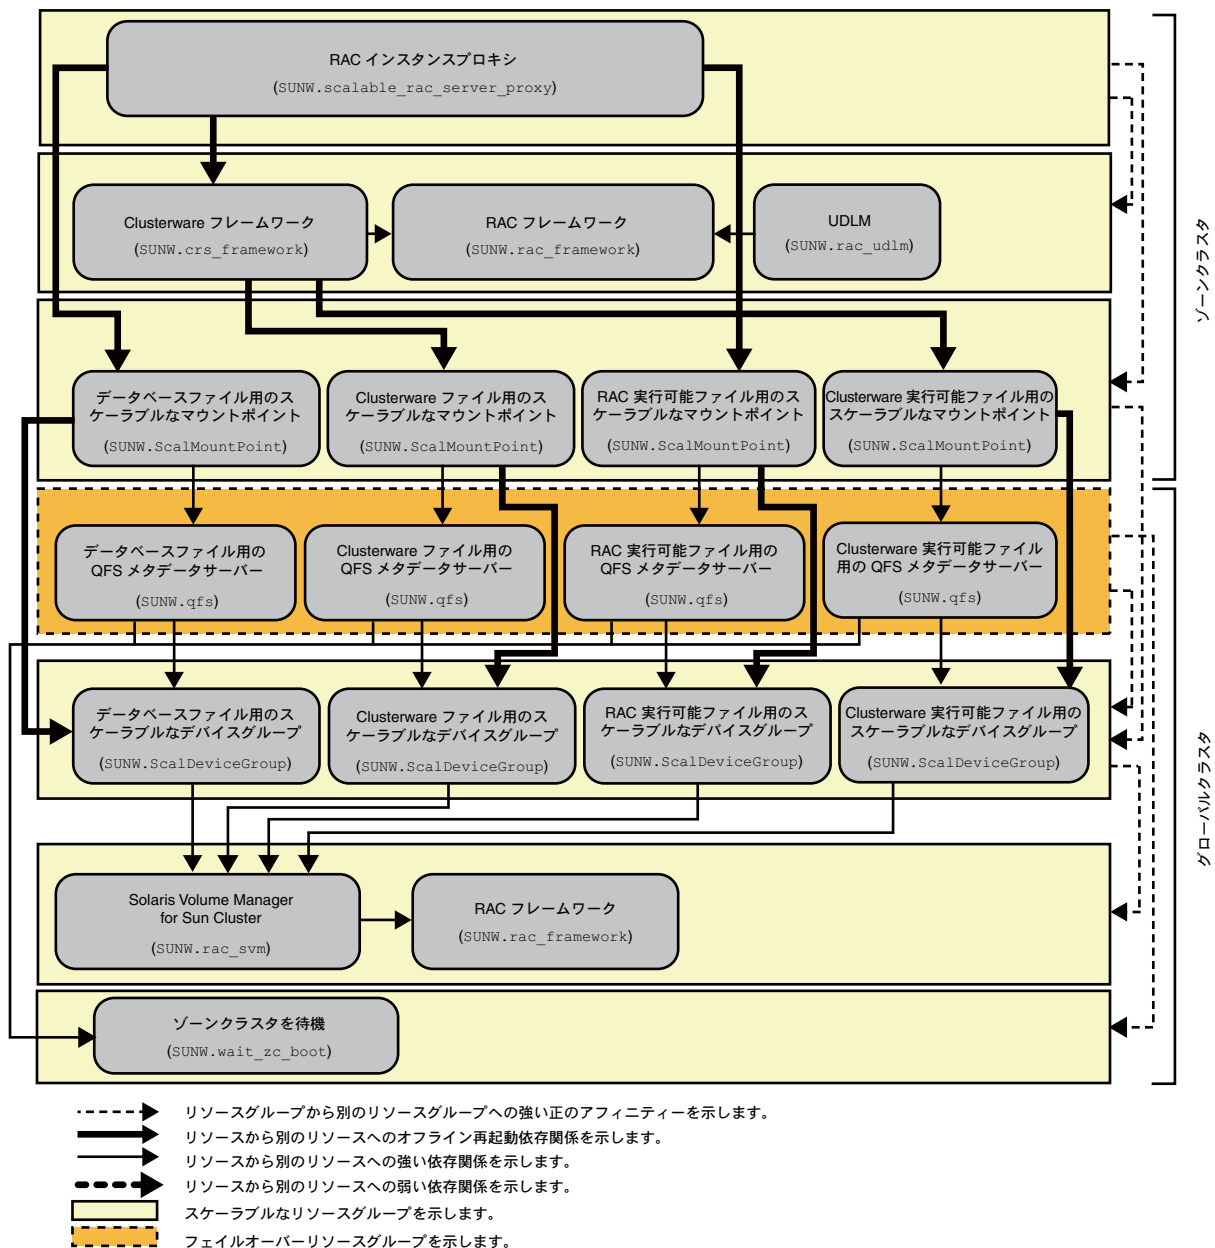 RAC インスタンスプロキシ
(SUNW.scalable_rac_server_proxy)
Clusterware フレームワーク
(SUNW.crs_framework)
RAC フレームワーク
(SUNW.rac_framework)
UDLM
(SUNW.rac_udlm)
ゾーンクラスタ
データベースファイル用のス
ケーラブルなマウントポイント
(SUNW.ScalMountPoint)
Clusterware ファイル用のス
ケーラブルなマウントポイント
(SUNW.ScalMountPoint)
RAC 実行可能ファイル用のス
ケーラブルなマウントポイント
(SUNW.ScalMountPoint)
Clusterware 実行可能ファイル用の
スケーラブルなマウントポイント
(SUNW.ScalMountPoint)
データベースファイル用の
QFS メタデータサーバー
(SUNW.qfs)
Clusterware ファイル用の
QFS メタデータサーバー
(SUNW.qfs)
RAC 実行可能ファイル用の
QFS メタデータサーバー
(SUNW.qfs)
Clusterware 実行可能ファイル
用の QFS メタデータサーバー
(SUNW.qfs)
データベースファイル用のス
ケーラブルなデバイスグループ
(SUNW.ScalDeviceGroup)
Clusterware ファイル用のス
ケーラブルなデバイスグループ
(SUNW.ScalDeviceGroup)
RAC 実行可能ファイル用のス
ケーラブルなデバイスグループ
(SUNW.ScalDeviceGroup)
Clusterware 実行可能ファイル用の
スケーラブルなデバイスグループ
(SUNW.ScalDeviceGroup)
グローバルクラスタ
Solaris Volume Manager
for Sun Cluster
(SUNW.rac_svm)
RAC フレームワーク
(SUNW.rac_framework)
ゾーンクラスタを待機
(SUNW.wait_zc_boot)
リソースグループから別のリソースグループへの強い正のアフィニティーを示します。
リソースから別のリソースへのオフライン再起動依存関係を示します。
リソースから別のリソースへの強い依存関係を示します。
リソースから別のリソースへの弱い依存関係を示します。
スケーラブルなリソースグループを示します。
フェイルオーバーリソースグループを示します。